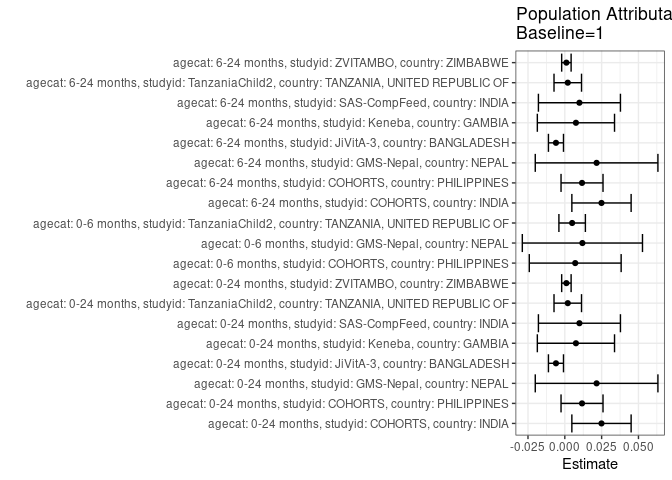 Population Attributa
Baseline=1
agecat: 6-24 months, studyid: ZVITAMBO, country: ZIMBABWE
agecat: 6-24 months, studyid: TanzaniaChild2, country: TANZANIA, UNITED REPUBLIC OF
agecat: 6-24 months, studyid: SAS-CompFeed, country: INDIA
agecat: 6-24 months, studyid: Keneba, country: GAMBIA
agecat: 6-24 months, studyid: JiVitA-3, country: BANGLADESH
agecat: 6-24 months, studyid: GMS-Nepal, country: NEPAL
agecat: 6-24 months, studyid: COHORTS, country: PHILIPPINES
agecat: 6-24 months, studyid: COHORTS, country: INDIA
agecat: 0-6 months, studyid: TanzaniaChild2, country: TANZANIA, UNITED REPUBLIC OF
agecat: 0-6 months, studyid: GMS-Nepal, country: NEPAL
agecat: 0-6 months, studyid: COHORTS, country: PHILIPPINES
agecat: 0-24 months, studyid: ZVITAMBO, country: ZIMBABWE
agecat: 0-24 months, studyid: TanzaniaChild2, country: TANZANIA, UNITED REPUBLIC OF
agecat: 0-24 months, studyid: SAS-CompFeed, country: INDIA
agecat: 0-24 months, studyid: Keneba, country: GAMBIA
agecat: 0-24 months, studyid: JiVitA-3, country: BANGLADESH
agecat: 0-24 months, studyid: GMS-Nepal, country: NEPAL
agecat: 0-24 months, studyid: COHORTS, country: PHILIPPINES
agecat: 0-24 months, studyid: COHORTS, country: INDIA
-0.025 0.000 0.025 0.050
Estimate